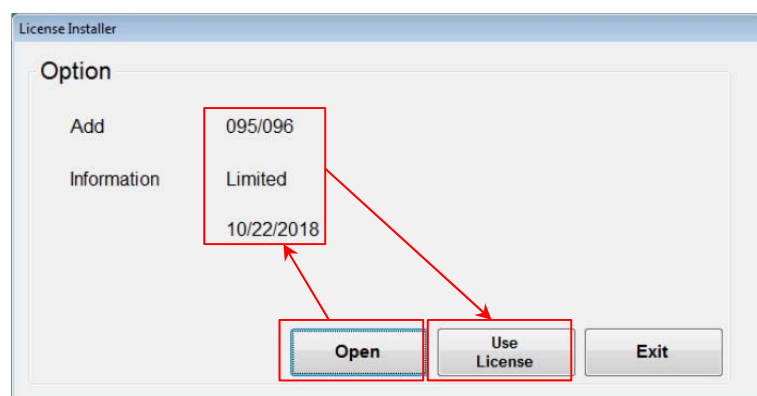 License Installer
Option
Add 095/096
Information Limited
10/22/2018
Open
Use
License
Exit